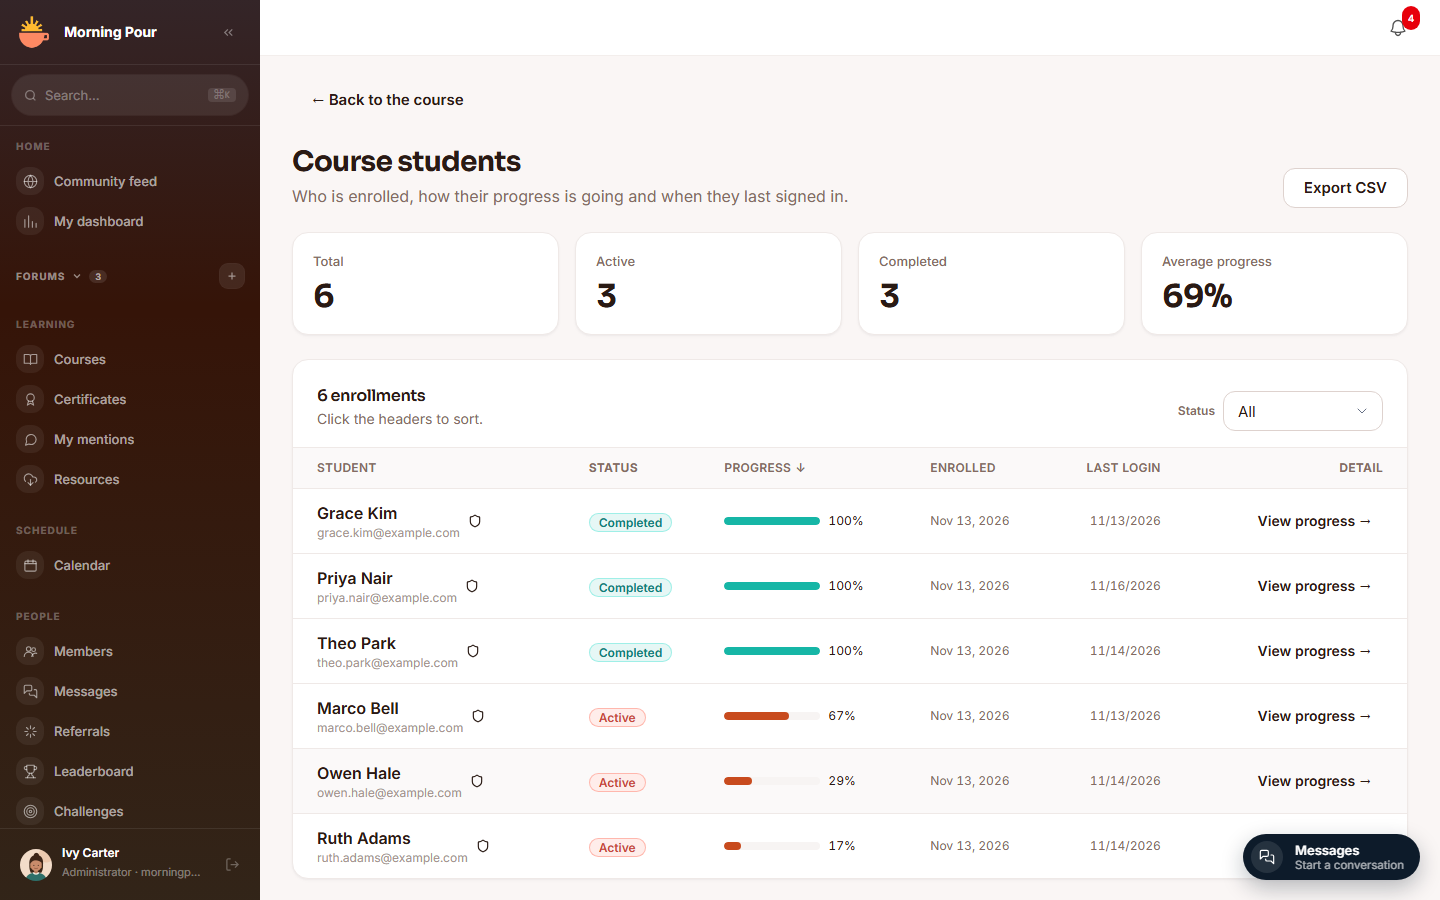 Morning Pour
Search...
⌘K
HOME
Community feed
My dashboard
FORUMS 3
LEARNING
Courses
Certificates
My mentions
Resources
SCHEDULE
Calendar
PEOPLE
Members
Messages
Referrals
Leaderboard
Challenges
Ivy Carter
Administrator · morningp...
4
← Back to the course
Course students
Who is enrolled, how their progress is going and when they last signed in.
Export CSV
Total
6
Active
3
Completed
3
Average progress
69%
6 enrollments
Click the headers to sort.
Status All
STUDENT STATUS PROGRESS ↓ ENROLLED LAST LOGIN DETAIL
Grace Kim
grace.kim@example.com
Completed 100% Nov 13, 2026 11/13/2026 View progress →
Priya Nair
priya.nair@example.com
Completed 100% Nov 13, 2026 11/16/2026 View progress →
Theo Park
theo.park@example.com
Completed 100% Nov 13, 2026 11/14/2026 View progress →
Marco Bell
marco.bell@example.com
Active 67% Nov 13, 2026 11/13/2026 View progress →
Owen Hale
owen.hale@example.com
Active 29% Nov 13, 2026 11/14/2026 View progress →
Ruth Adams
ruth.adams@example.com
Active 17% Nov 13, 2026 11/14/2026
Messages
Start a conversation